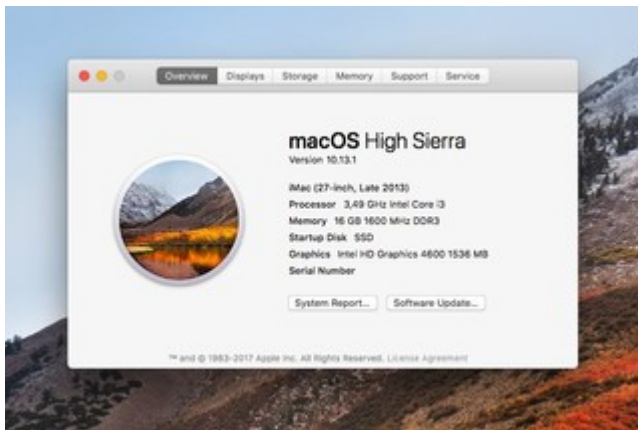 Overview Displays Storage Memory Support Service
macOS High Sierra
Version 10.13.1
iMac (27-inch, Late 2013)
Processor 3,49 GHz Intel Core i3
Memory 16 GB 1600 MHz DDR3
Startup Disk SSD
Graphics Intel HD Graphics 4600 1536 MB
Serial Number
System Report... Software Update...
™ and © 1983-2017 Apple Inc. All Rights Reserved. License Agreement